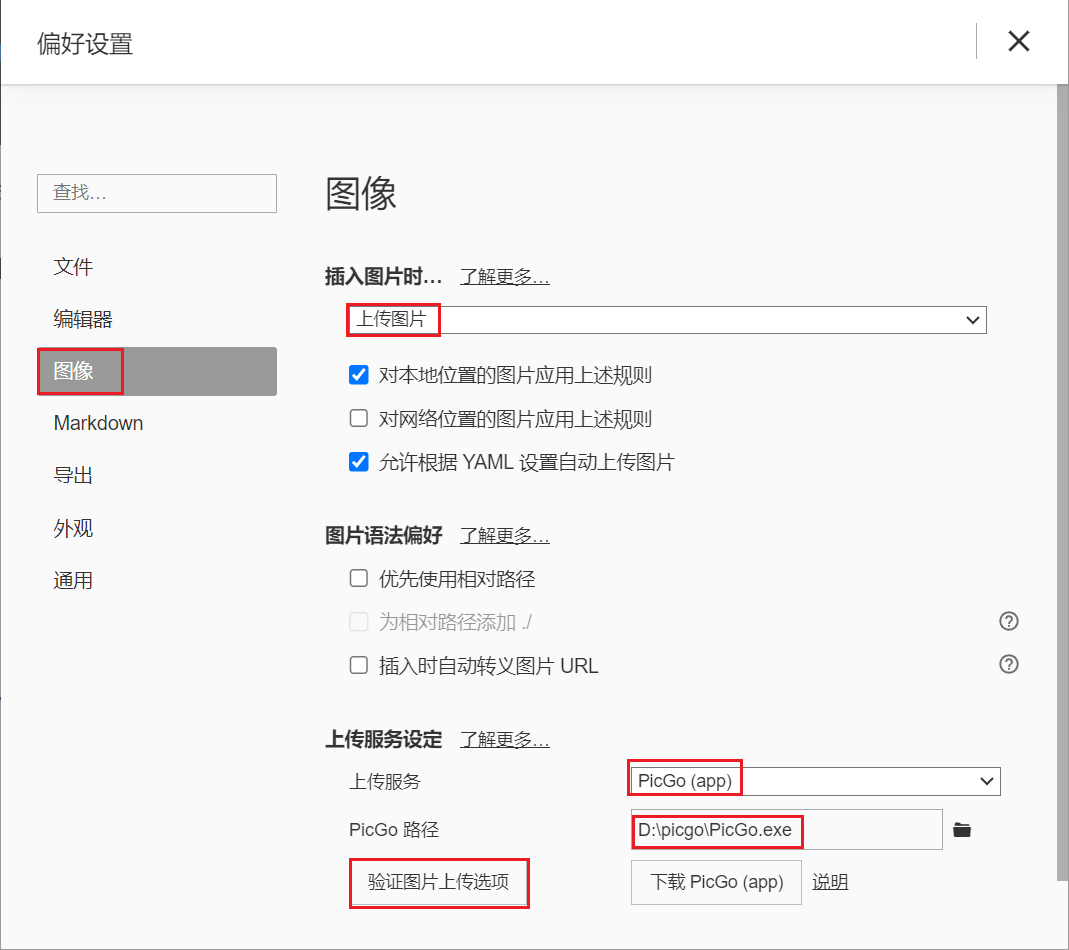 偏好设置
查找…
文件
编辑器
图像
Markdown
导出
外观
通用
图像
插入图片时… 了解更多…
上传图片
对本地位置的图片应用上述规则
对网络位置的图片应用上述规则
允许根据 YAML 设置自动上传图片
图片语法偏好 了解更多…
优先使用相对路径
为相对路径添加 ./
插入时自动转义图片 URL
上传服务设定 了解更多…
上传服务 PicGo (app)
PicGo 路径 D:\picgo\PicGo.exe
验证图片上传选项 下载 PicGo (app) 说明